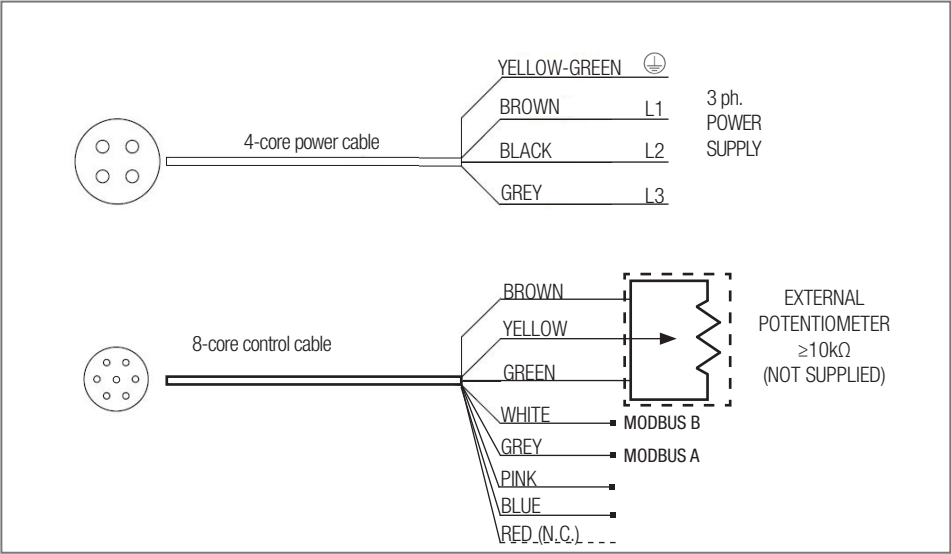 YELLOW-GREEN
BROWN L1
BLACK L2
GREY L3
3 ph.
POWER
SUPPLY
4-core power cable
8-core control cable
BROWN
YELLOW
GREEN
WHITE MODBUS B
GREY MODBUS A
PINK
BLUE
RED (N.C.)
EXTERNAL
POTENTIOMETER
≥10kΩ
(NOT SUPPLIED)